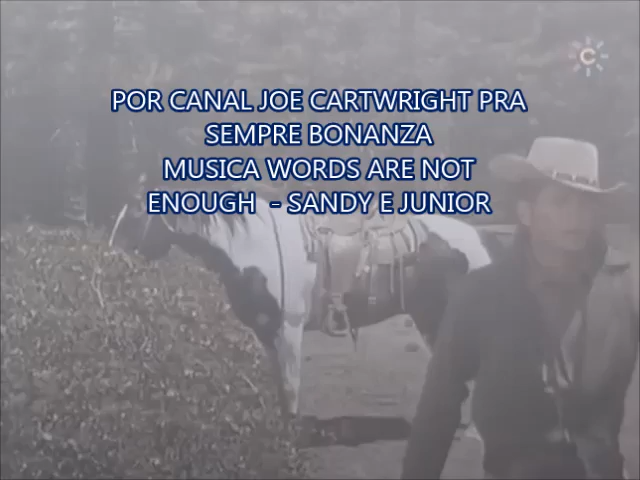 POR CANAL JOE CARTWRIGHT PRA
SEMPRE BONANZA
MUSICA WORDS ARE NOT
ENOUGH - SANDY E JUNIOR
C